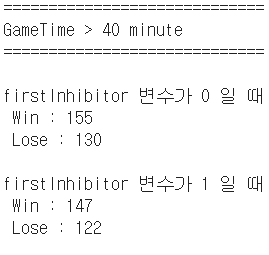 =============================
GameTime > 40 minute
=============================
firstInhibitor 변수가 0 일 때
Win : 155
Lose : 130
firstInhibitor 변수가 1 일 때
Win : 147
Lose : 122